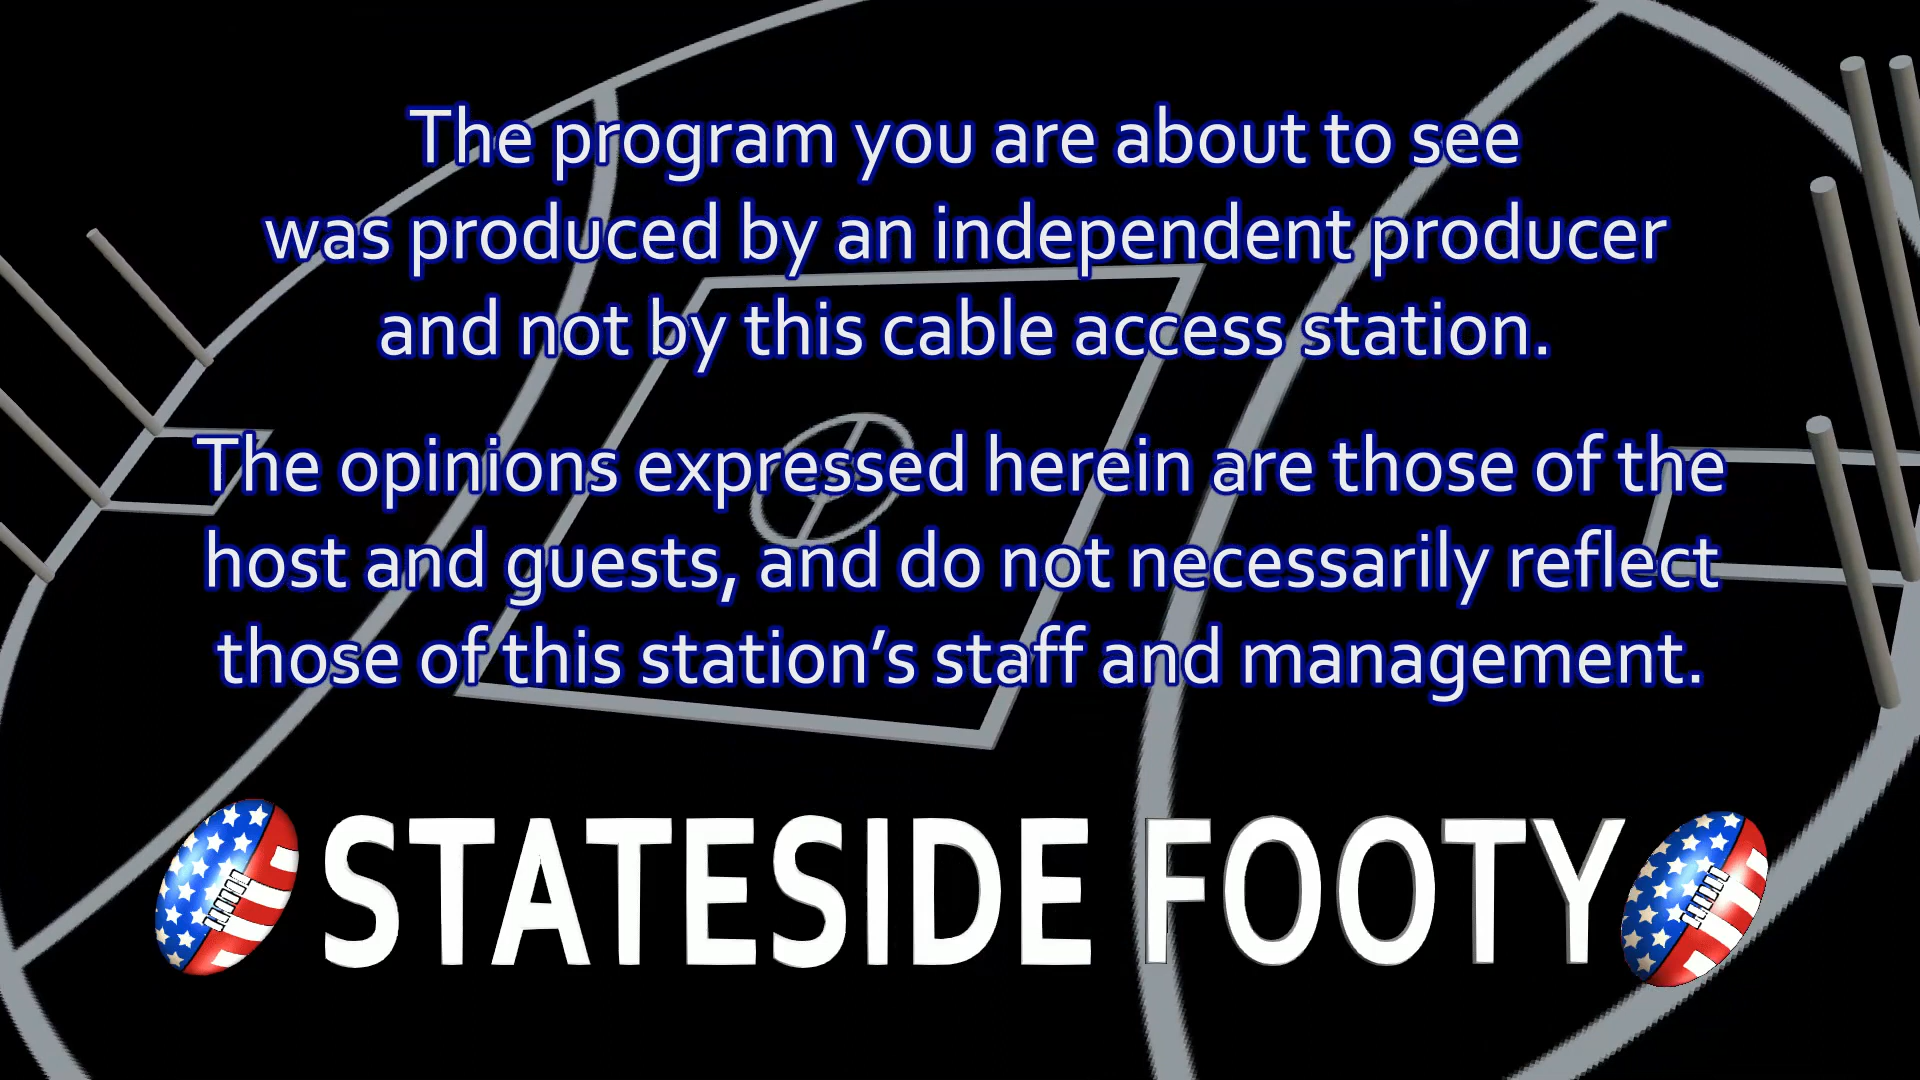 The program you are about to see
was produced by an independent producer
and not by this cable access station.
The opinions expressed herein are those of the
host and guests, and do not necessarily reflect
those of this station’s staff and management.
STATESIDE FOOTY